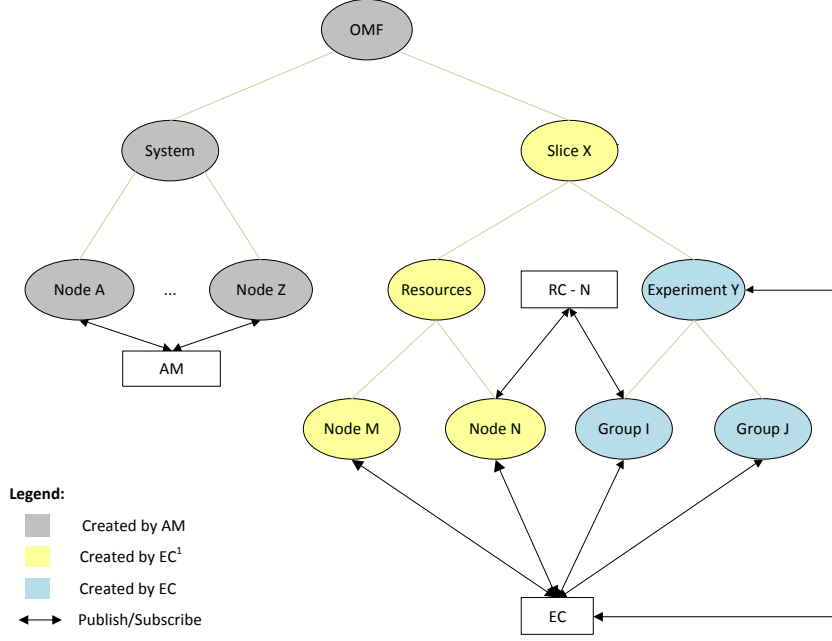 OMF
System
Slice X
Node A
...
Node Z
Resources
RC - N
Experiment Y
AM
Node M
Node N
Group I
Group J
Legend:
Created by AM
Created by EC1
Created by EC
Publish/Subscribe
EC